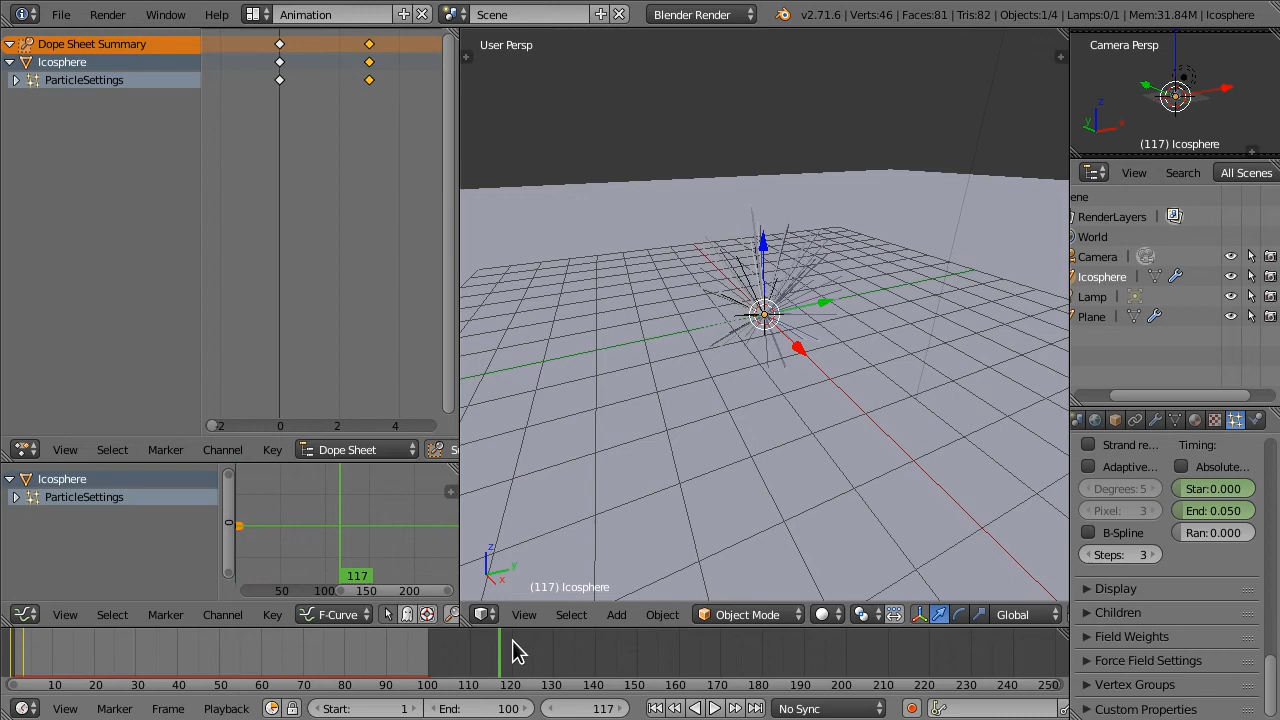 File Render Window Help Animation Scene Blender Render v2.71.6 | Verts:46 | Faces:81 | Tris:82 | Objects:1/4 | Lamps:0/1 | Mem:31.84M | Icosphere
Dope Sheet Summary
Icosphere
ParticleSettings
-2 0 2 4
View Select Marker Channel Key Dope Sheet
Icosphere
ParticleSettings
0
117
50 100 150 200
View Select Marker Channel Key F-Curve
User Persp
z
y
x
(117) Icosphere
View Select Add Object Object Mode Global
Camera Persp
z
y
x
(117) Icosphere
View Search All Scenes
ene
RenderLayers
World
Camera
Icosphere
Lamp
Plane
Strand re... Timing:
Adaptive... Absolute...
Degrees: 5 Star: 0.000
Pixel: 3 End: 0.050
B-Spline Ran: 0.000
Steps: 3
Display
Children
Field Weights
Force Field Settings
Vertex Groups
Custom Properties
10 20 30 40 50 60 70 80 90 100 110 120 130 140 150 160 170 180 190 200 210 220 230 240 250
View Marker Frame Playback Start: 1 End: 100 117 No Sync